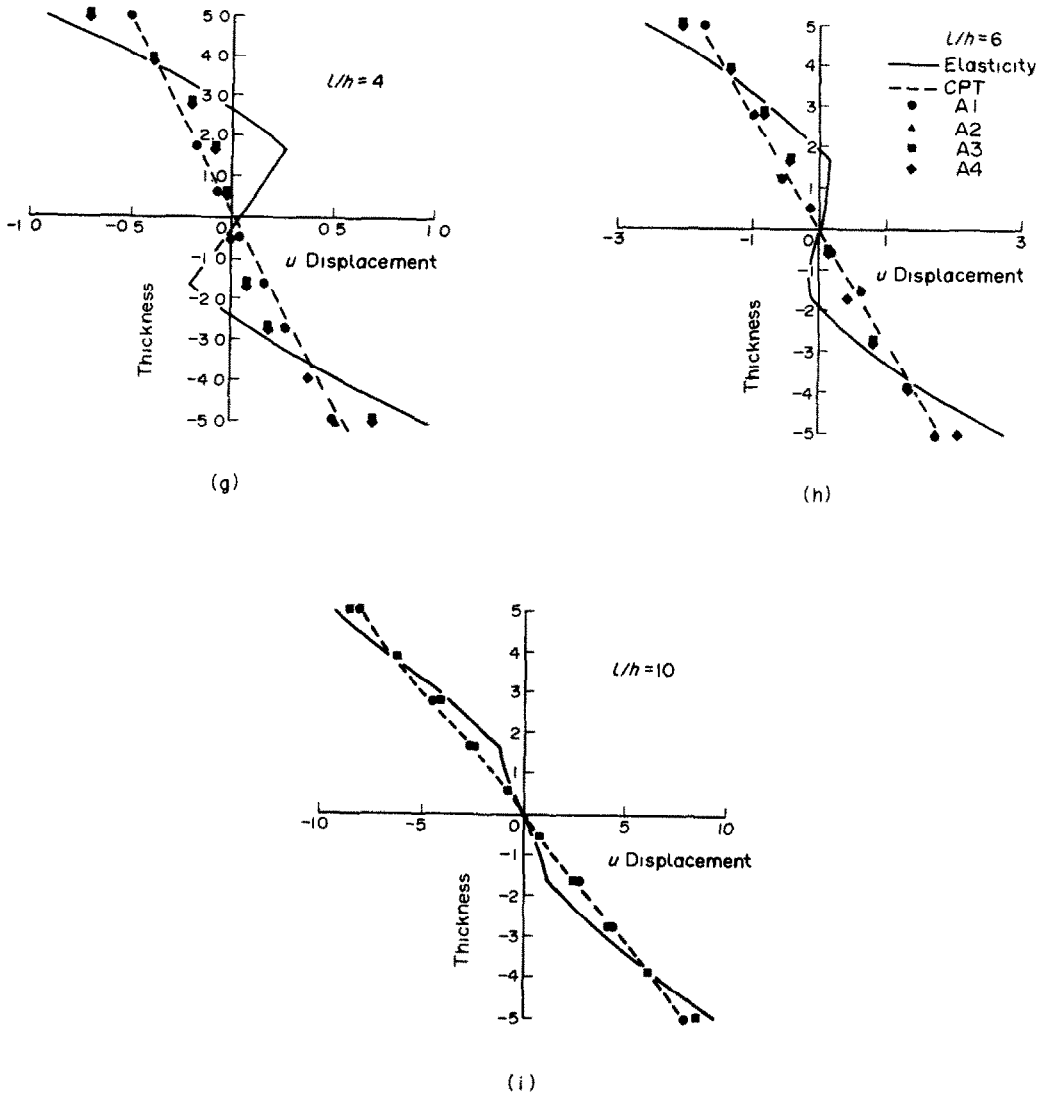 5 0
4 0
3 0
2 0
1 0
-1 0
-0 5
0
0 5
1 0
-1 0
-2 0
-3 0
-4 0
-5 0
l/h = 4
u Displacement
Thickness
(g)
5
4
3
2
1
-3
-1
0
1
3
-1
-2
-3
-4
-5
l/h = 6
Elasticity
CPT
A1
A2
A3
A4
u Displacement
Thickness
(h)
5
4
3
2
1
-10
-5
0
5
10
-1
-2
-3
-4
-5
l/h = 10
u Displacement
Thickness
(i)